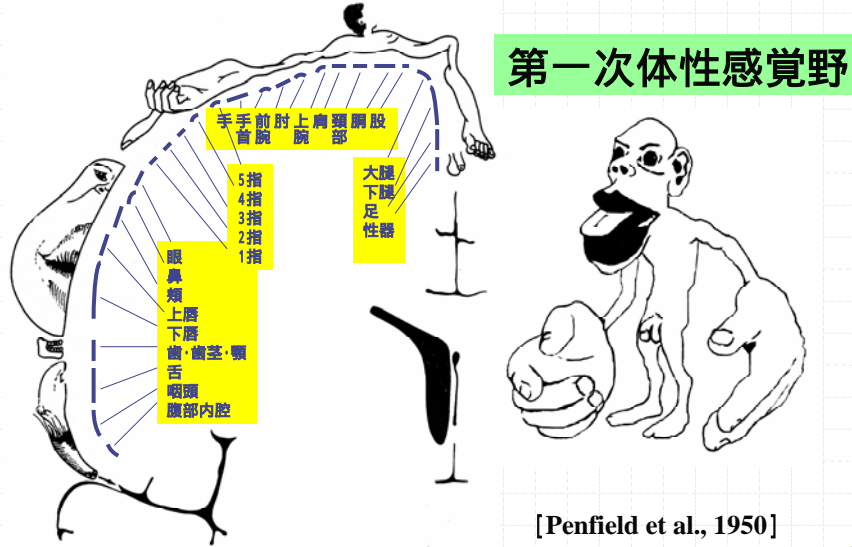 第一次体性感覚野
手手前肘上肩頚胴股
首腕 腕 部
5指
4指
3指
2指
1指
大腿
下腿
足
性器
眼
鼻
頬
上唇
下唇
歯・歯茎・顎
舌
咽頭
腹部内腔
[Penfield et al., 1950]